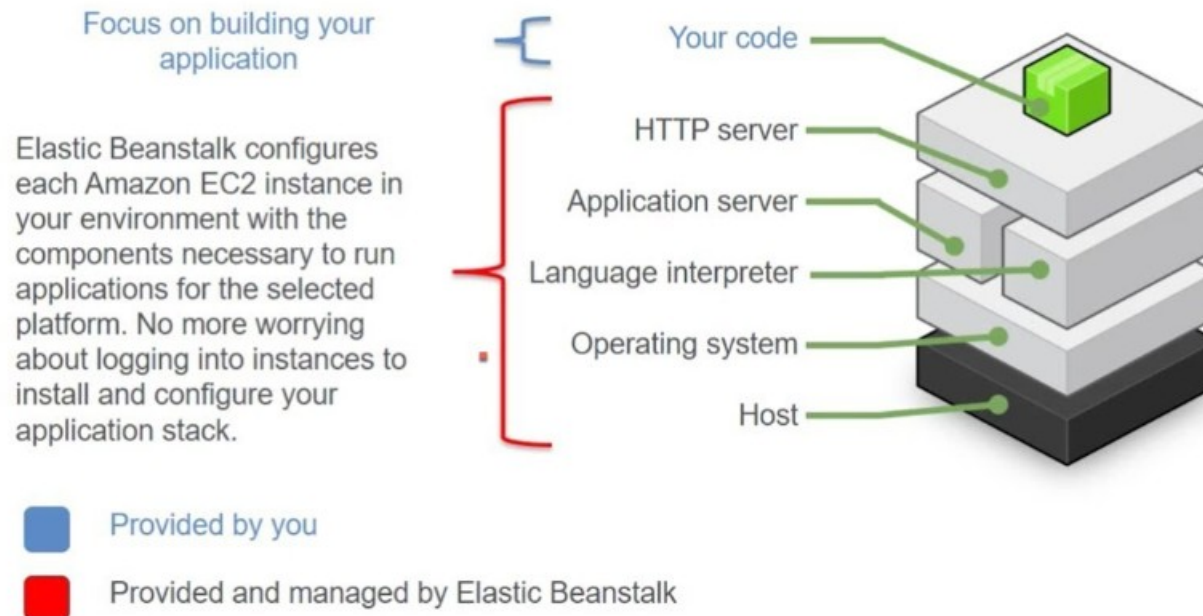 Focus on building your
application
Your code
HTTP server
Elastic Beanstalk configures
each Amazon EC2 instance in
your environment with the
components necessary to run
applications for the selected
platform. No more worrying
about logging into instances to
install and configure your
application stack.
Application server
Language interpreter
Operating system
Host
Provided by you
Provided and managed by Elastic Beanstalk